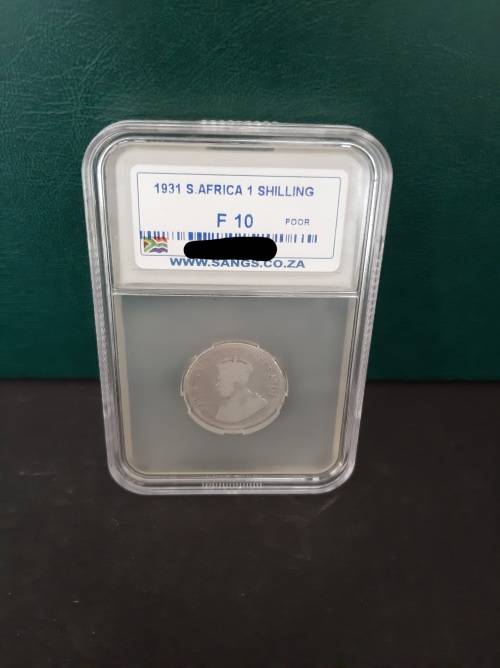 1931 S.AFRICA 1 SHILLING
F 10 POOR
WWW.SANGS.CO.ZA